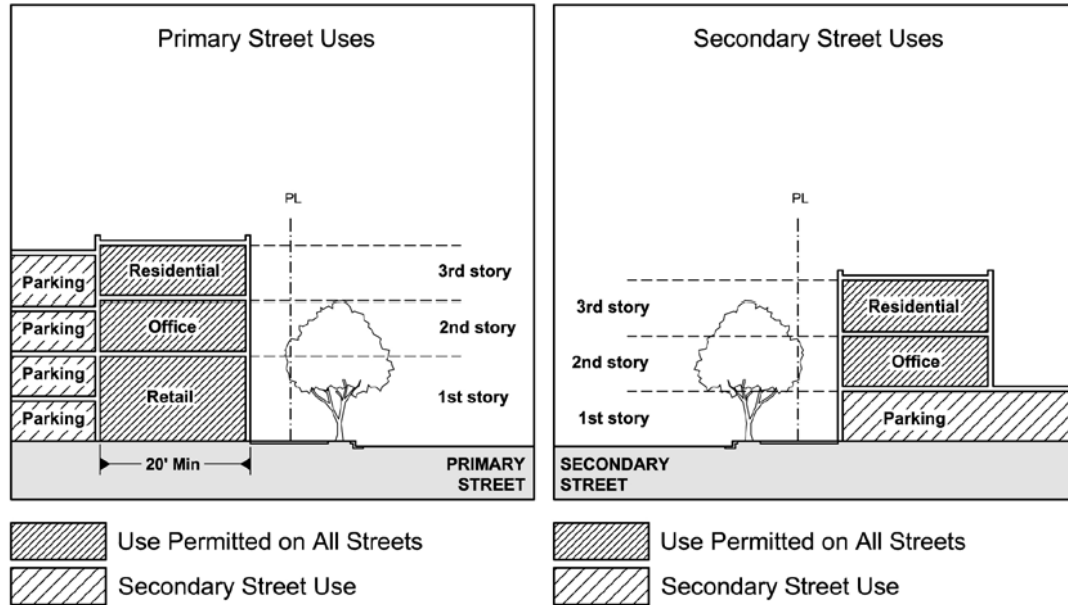 Primary Street Uses
PL
Residential
3rd story
Parking
Office
2nd story
Parking
Parking
Retail
1st story
Parking
20' Min
PRIMARY
STREET
Use Permitted on All Streets
Secondary Street Use
Secondary Street Uses
PL
3rd story
Residential
2nd story
Office
1st story
Parking
SECONDARY
STREET
Use Permitted on All Streets
Secondary Street Use